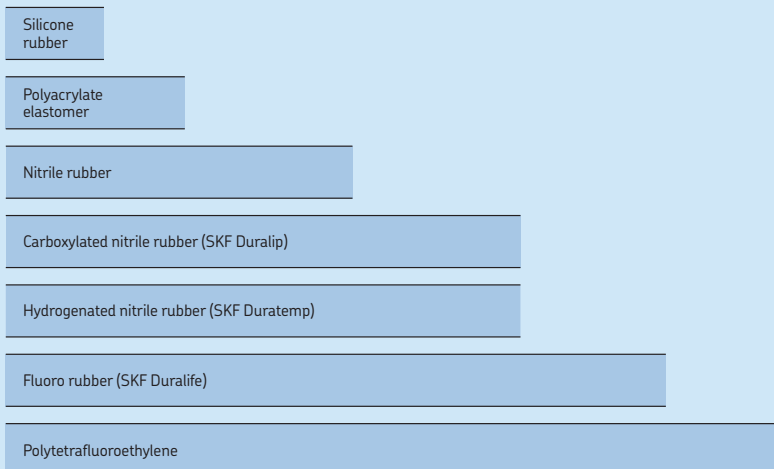 Silicone
rubber
Polyacrylate
elastomer
Nitrile rubber
Carboxylated nitrile rubber (SKF Duralip)
Hydrogenated nitrile rubber (SKF Duratemp)
Fluoro rubber (SKF Duralife)
Polytetrafluoroethylene